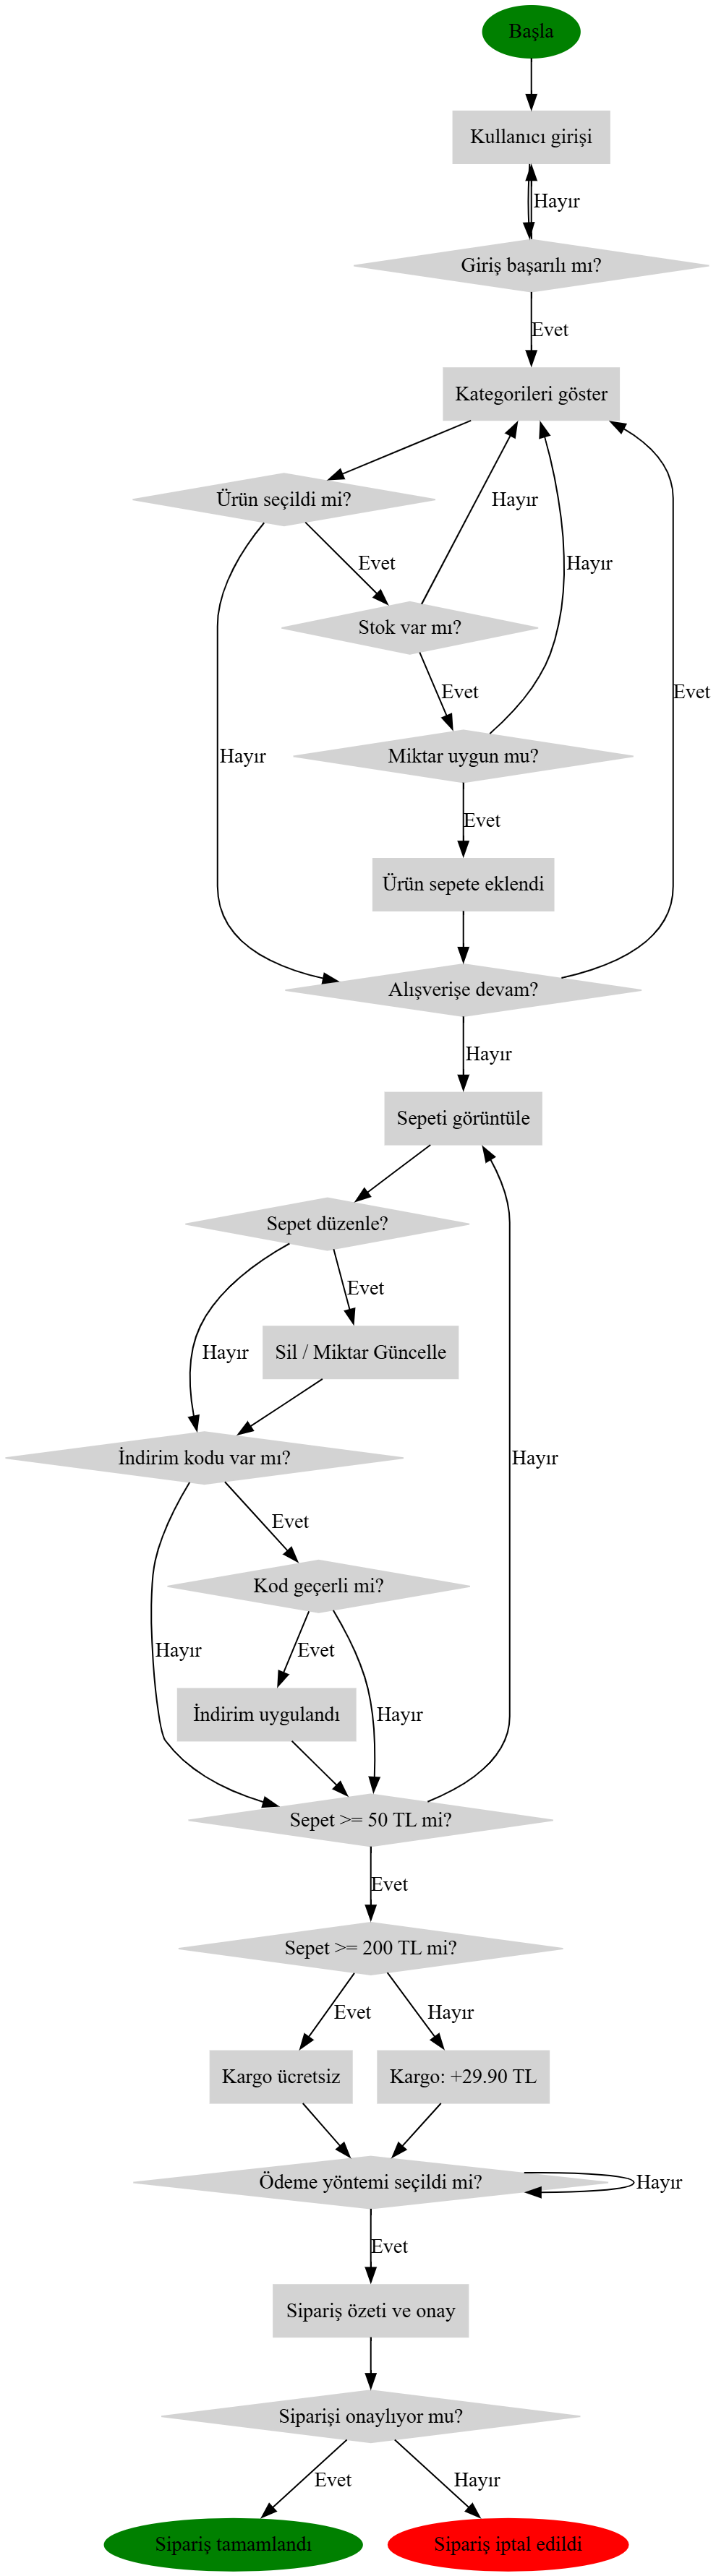 Başla
Kullanıcı girişi
Hayır
Giriş başarılı mı?
Evet
Kategorileri göster
Ürün seçildi mi?
Hayır
Evet
Hayır
Stok var mı?
Evet
Evet
Hayır
Miktar uygun mu?
Evet
Ürün sepete eklendi
Alışverişe devam?
Hayır
Sepeti görüntüle
Sepet düzenle?
Evet
Hayır
Sil / Miktar Güncelle
İndirim kodu var mı?
Hayır
Evet
Kod geçerli mi?
Hayır
Evet
İndirim uygulandı
Hayır
Sepet >= 50 TL mi?
Evet
Sepet >= 200 TL mi?
Evet
Hayır
Kargo ücretsiz
Kargo: +29.90 TL
Ödeme yöntemi seçildi mi?
Hayır
Evet
Sipariş özeti ve onay
Siparişi onaylıyor mu?
Evet
Hayır
Sipariş tamamlandı
Sipariş iptal edildi